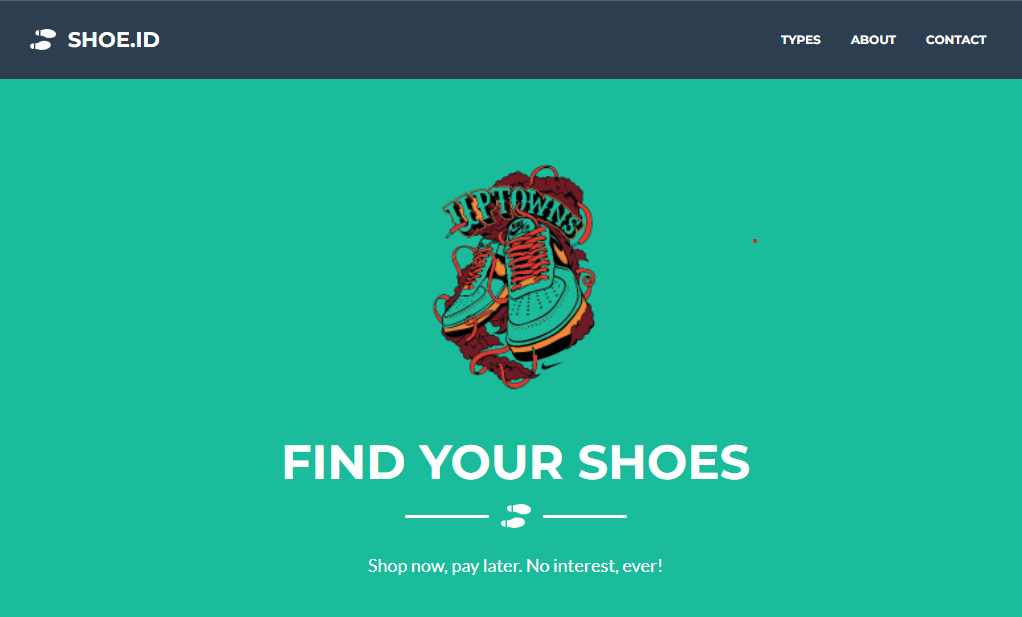 SHOE.ID
TYPES ABOUT CONTACT
UPTOWNS
FIND YOUR SHOES
Shop now, pay later. No interest, ever!